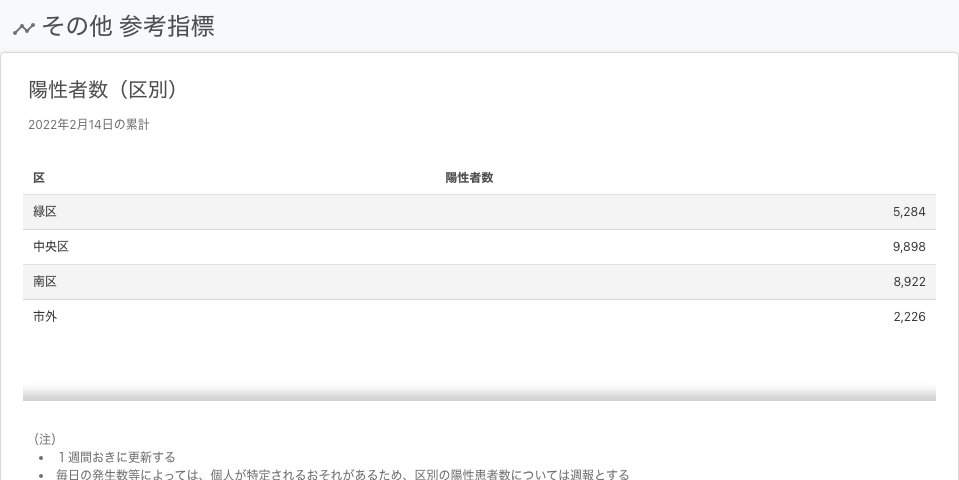 その他 参考指標
陽性者数（区別）
2022年2月14日の累計
区 陽性者数
緑区 5,284
中央区 9,898
南区 8,922
市外 2,226
（注）
• １週間おきに更新する
• 毎日の発生数等によっては、個人が特定されるおそれがあるため、区別の陽性患者数については週報とする